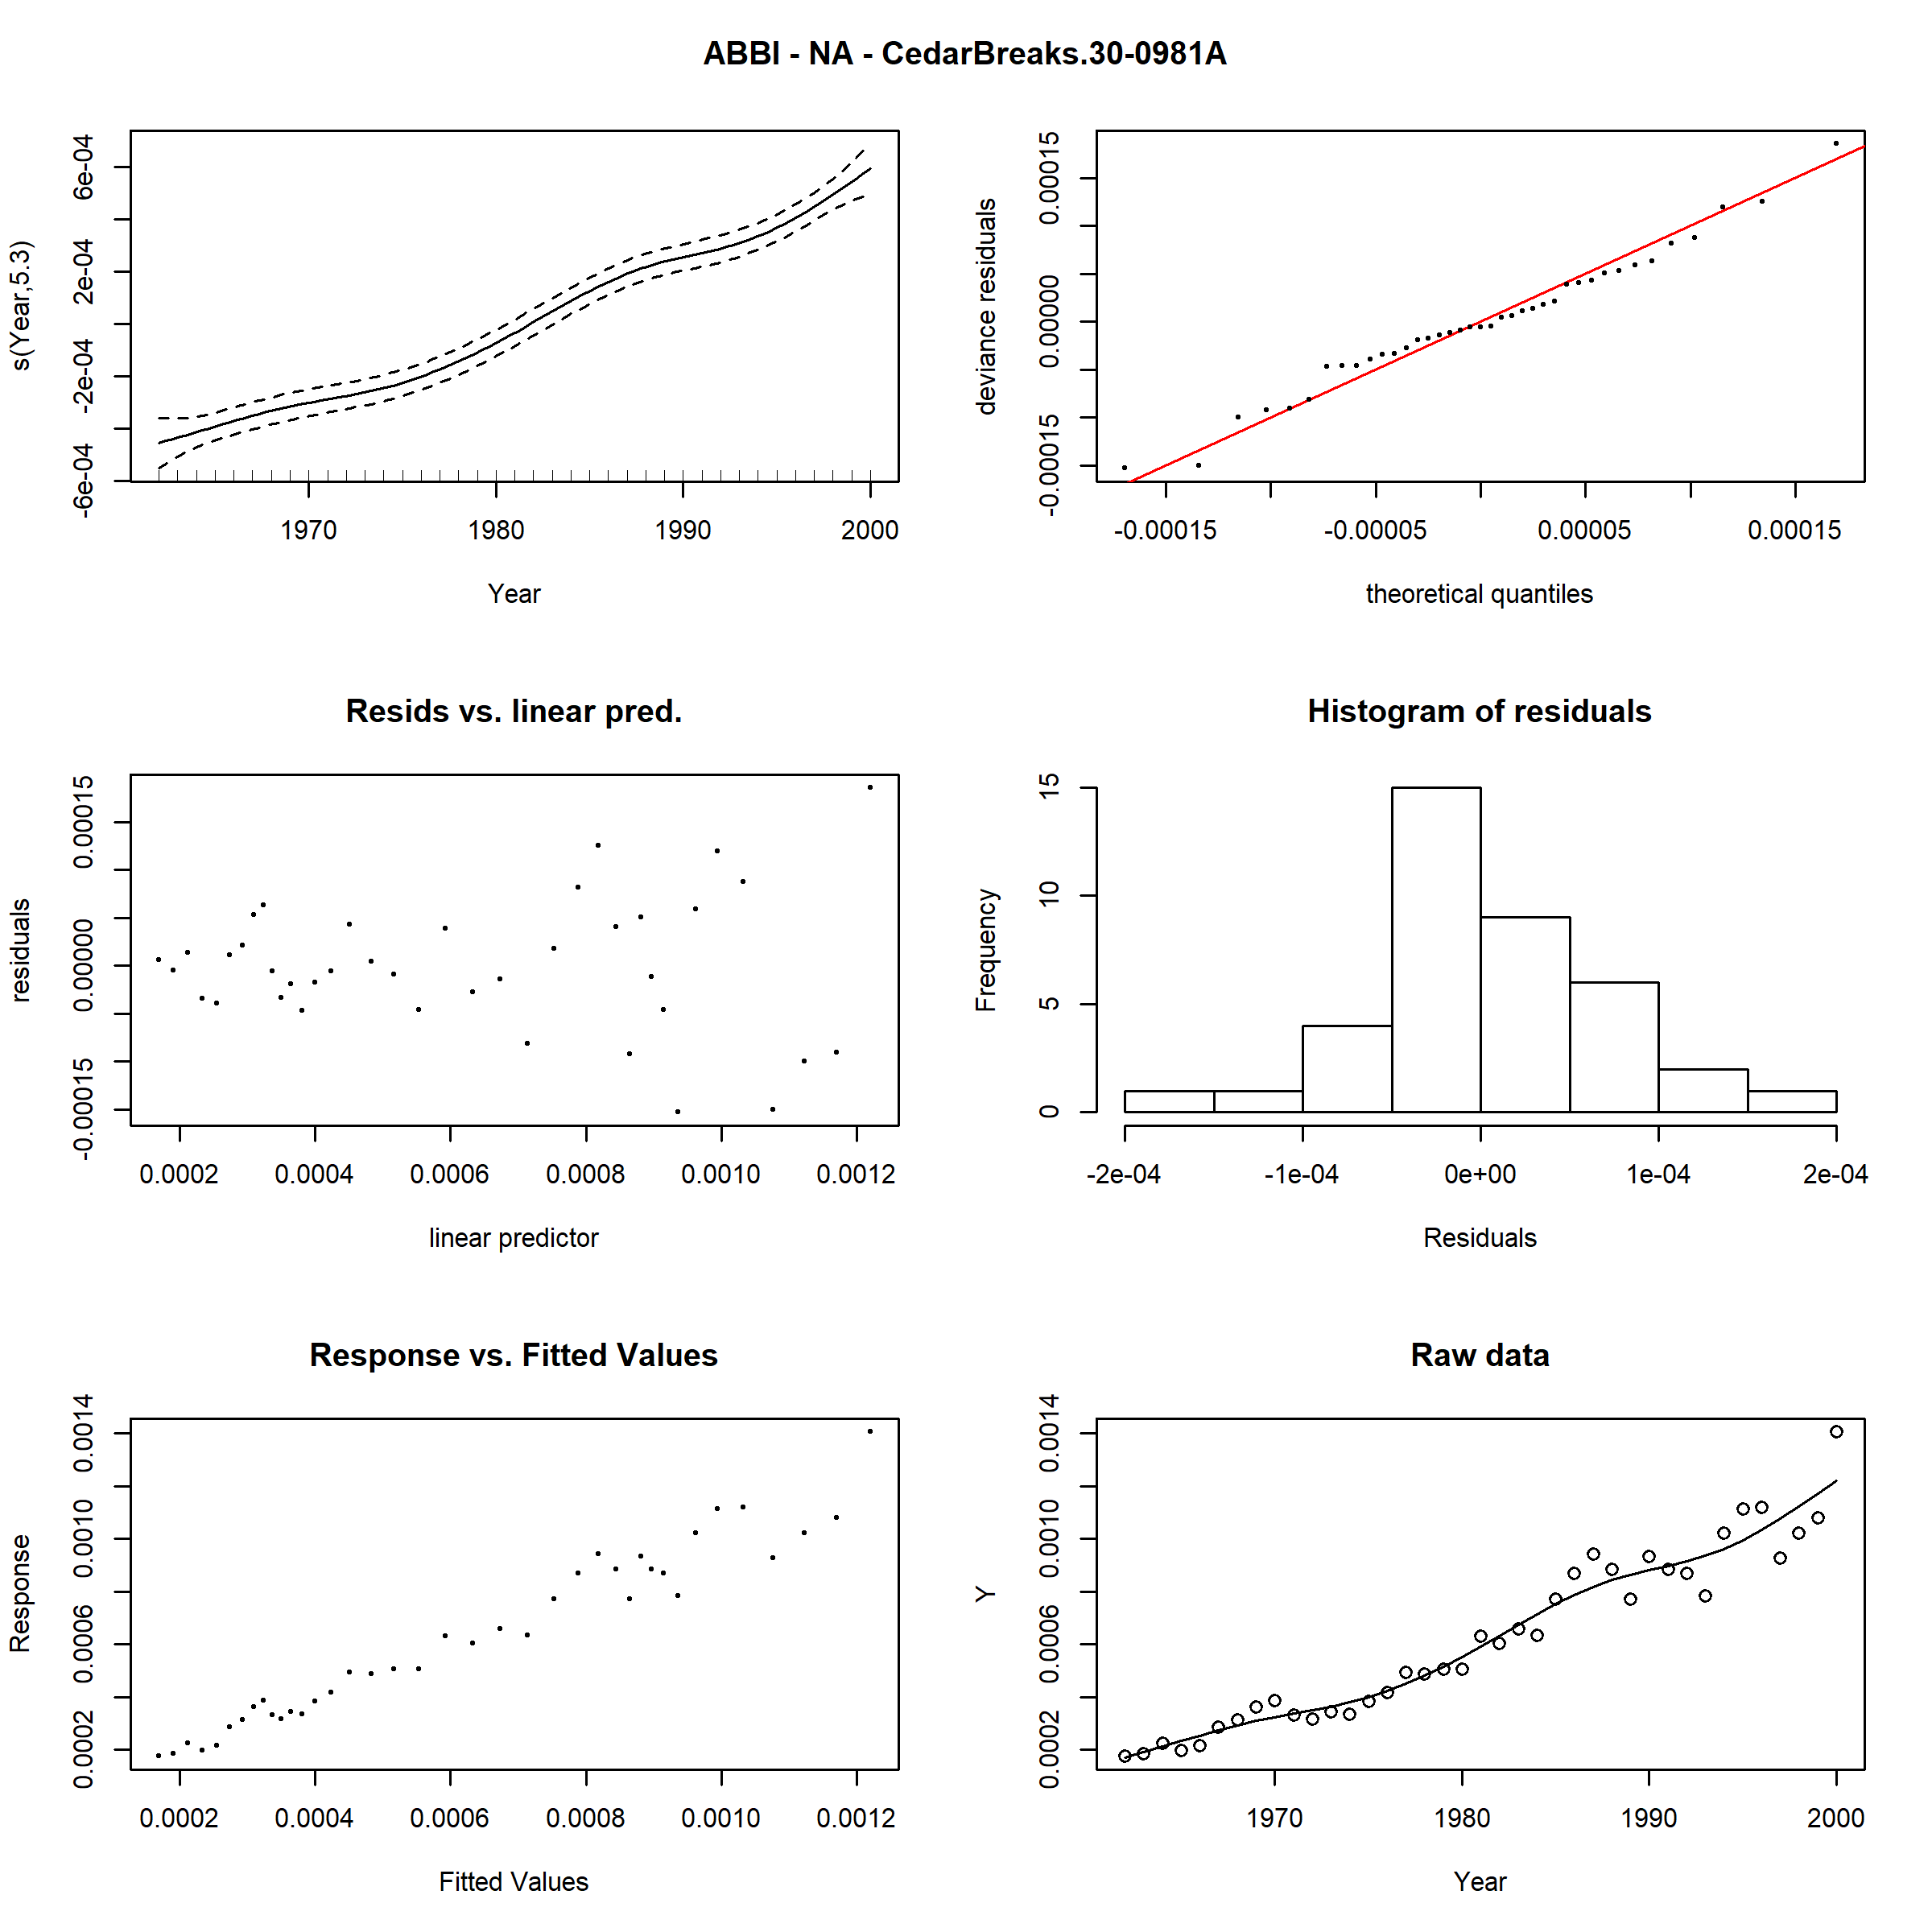 ABBI - NA - CedarBreaks.30-0981A
s(Year,5.3)
-6e-04 -2e-04 2e-04 6e-04
1970 1980 1990 2000
Year
deviance residuals
-0.00015 0.00000 0.00015
-0.00015 -0.00005 0.00005 0.00015
theoretical quantiles
Resids vs. linear pred.
residuals
-0.00015 0.00000 0.00015
0.0002 0.0004 0.0006 0.0008 0.0010 0.0012
linear predictor
Histogram of residuals
Frequency
0 5 10 15
-2e-04 -1e-04 0e+00 1e-04 2e-04
Residuals
Response vs. Fitted Values
Response
0.0002 0.0006 0.0010 0.0014
0.0002 0.0004 0.0006 0.0008 0.0010 0.0012
Fitted Values
Raw data
Y
0.0002 0.0006 0.0010 0.0014
1970 1980 1990 2000
Year